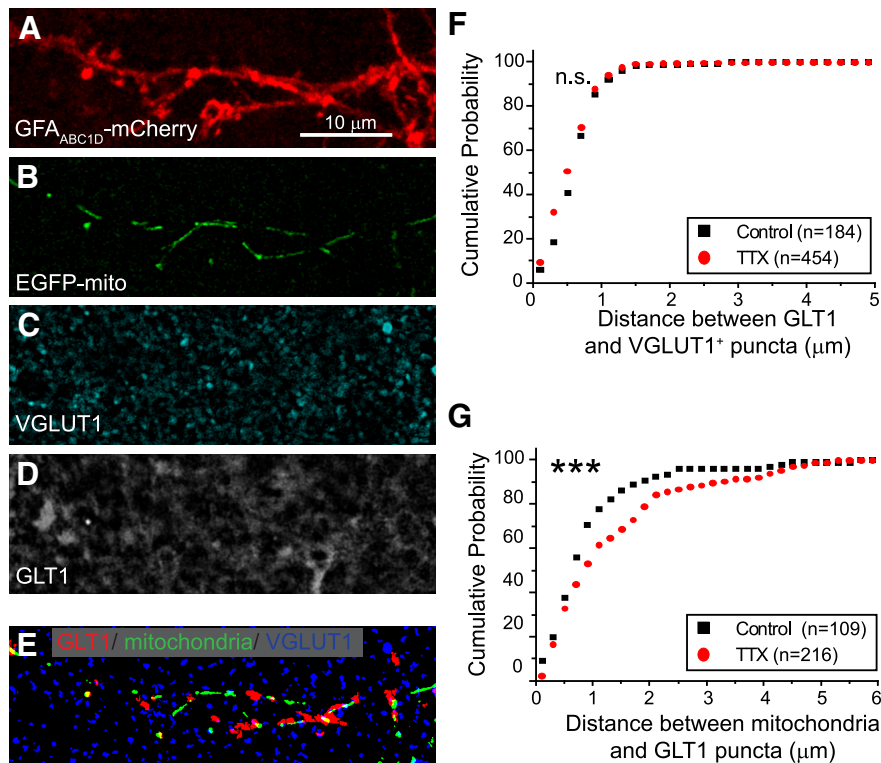 A
GFA_ABC1D-mCherry
10 μm
B
EGFP-mito
C
VGLUT1
D
GLT1
E
GLT1/ mitochondria/ VGLUT1
F
Cumulative Probability
100
80
60
40
20
0
n.s.
Control (n=184)
TTX (n=454)
0 1 2 3 4 5
Distance between GLT1
and VGLUT1⁺ puncta (μm)
G
Cumulative Probability
100
80
60
40
20
0
***
Control (n=109)
TTX (n=216)
0 1 2 3 4 5 6
Distance between mitochondria
and GLT1 puncta (μm)